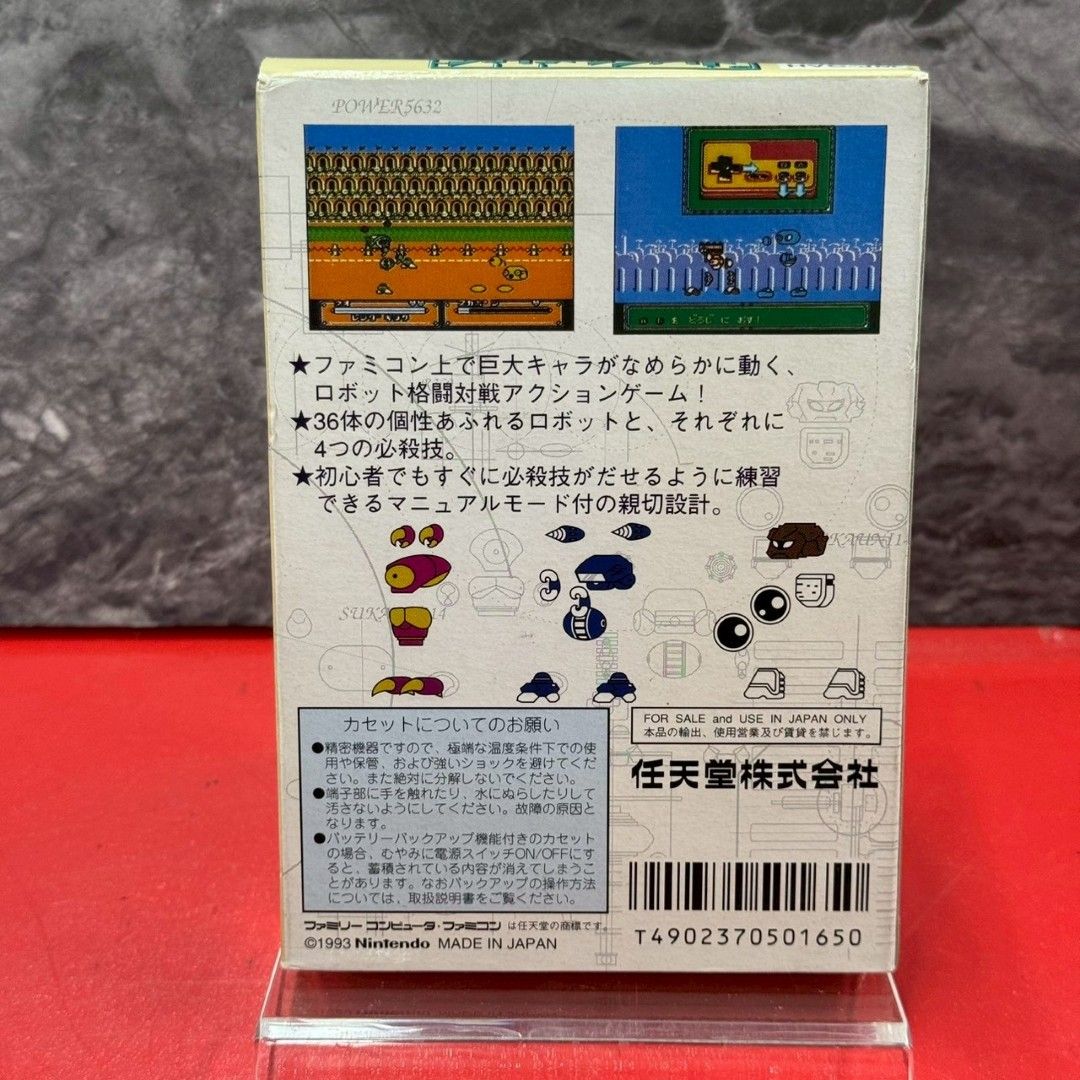 POWER5632
★ファミコン上で巨大キャラがなめらかに動く、
ロボット格闘対戦アクションゲーム！
★36体の個性あふれるロボットと、それぞれに
4つの必殺技。
★初心者でもすぐに必殺技がだせるように練習
できるマニュアルモード付の親切設計。
カセットについてのお願い
●精密機器ですので、極端な温度条件下での使
用や保管、および強いショックを避けてくだ
さい。また絶対に分解しないでください。
●端子部に手を触れたり、水にぬらしたりして
汚さないようにしてください。故障の原因と
なります。
●バッテリーバックアップ機能付きのカセット
の場合、むやみに電源スイッチON/OFFにす
ると、蓄積されている内容が消えてしまうこ
とがあります。なおバックアップの操作方法
については、取扱説明書をご覧ください。
ファミリーコンピュータ・ファミコンは任天堂の商標です。
©1993 Nintendo MADE IN JAPAN
FOR SALE and USE IN JAPAN ONLY
本品の輸出、使用営業及び賃貸を禁じます。
任天堂株式会社
T4902370501650